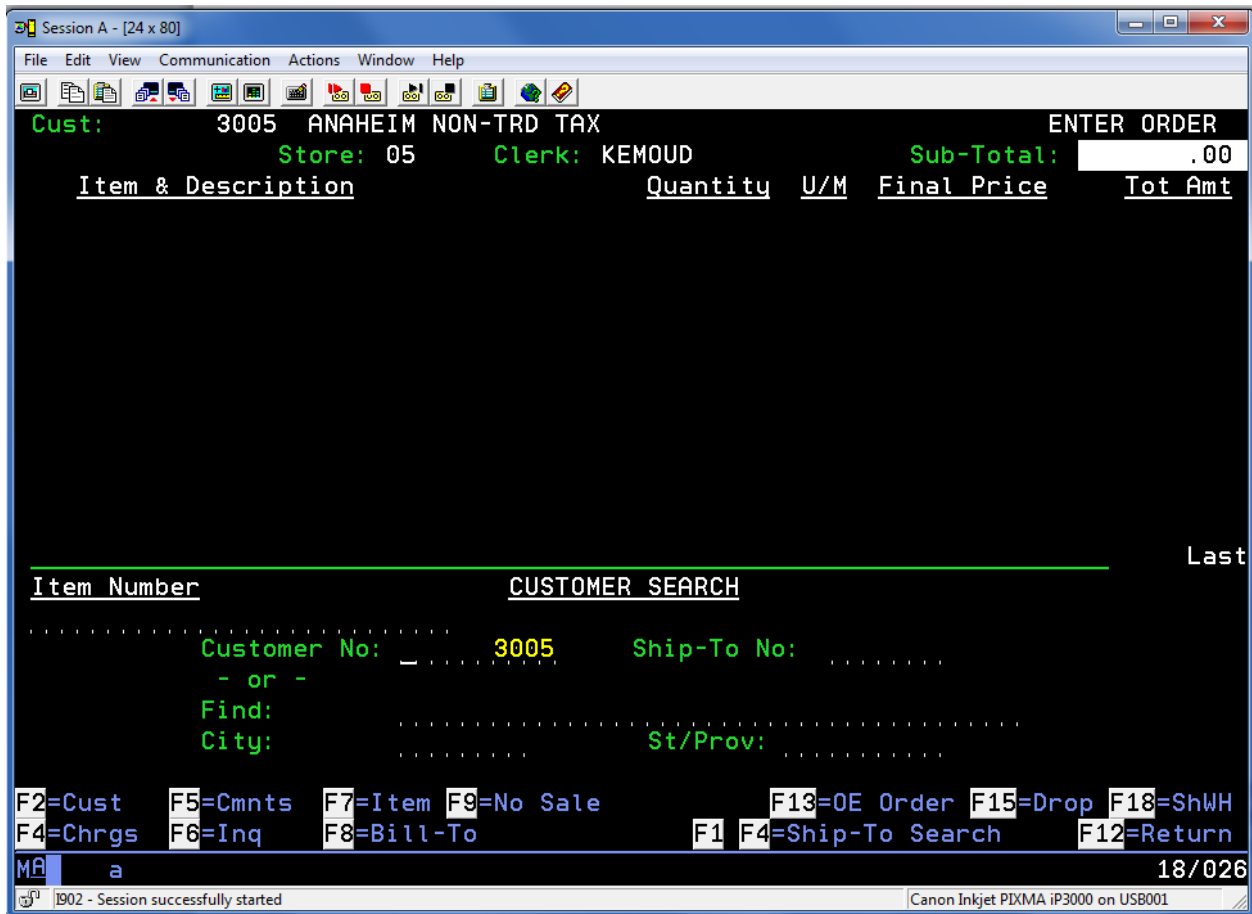 Session A - [24 x 80]
File Edit View Communication Actions Window Help
Cust: 3005 ANAHEIM NON-TRD TAX ENTER ORDER
Store: 05 Clerk: KEMOUD Sub-Total: .00
Item & Description Quantity U/M Final Price Tot Amt
Last
Item Number CUSTOMER SEARCH
Customer No: 3005 Ship-To No:
- or -
Find:
City: St/Prov:
F2=Cust F5=Cmnts F7=Item F9=No Sale F13=OE Order F15=Drop F18=ShWH
F4=Chrgs F6=Inq F8=Bill-To F1 F4=Ship-To Search F12=Return
MA a 18/026
I902 - Session successfully started Canon Inkjet PIXMA iP3000 on USB001